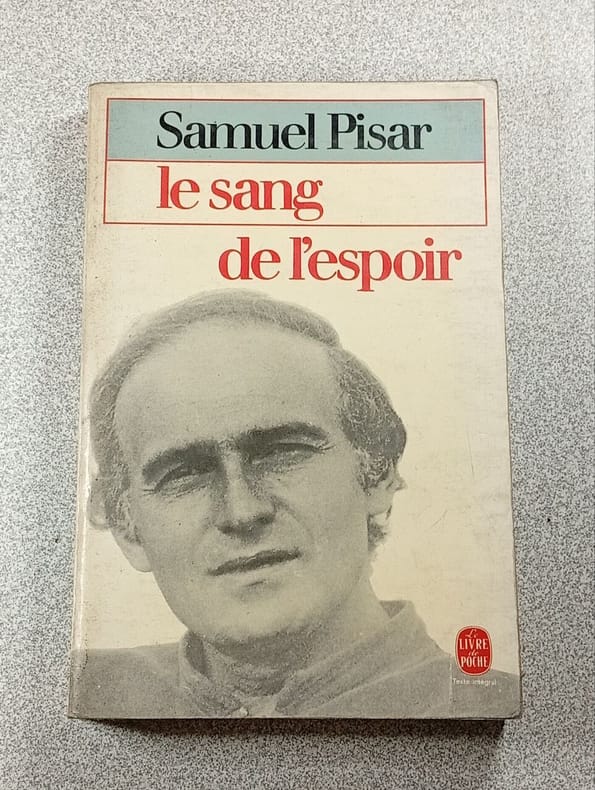 Samuel Pisar
le sang
de l'espoir
Le
LIVRE
de
POCHE
Texte intégral